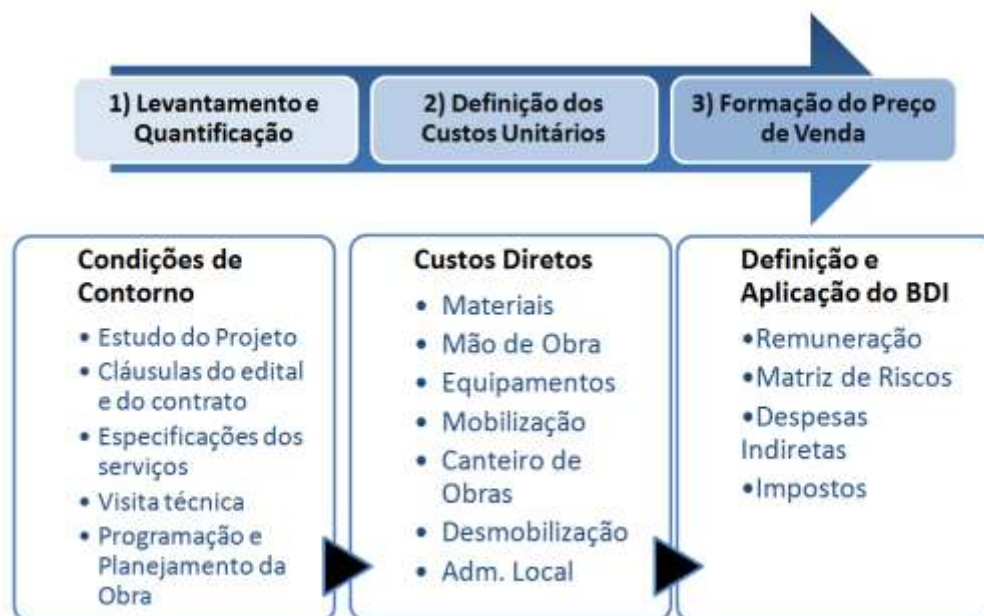 1) Levantamento e
Quantificação
2) Definição dos
Custos Unitários
3) Formação do Preço
de Venda
Condições de
Contorno
• Estudo do Projeto
• Cláusulas do edital
e do contrato
• Especificações dos
serviços
• Visita técnica
• Programação e
Planejamento da
Obra
Custos Diretos
• Materiais
• Mão de Obra
• Equipamentos
• Mobilização
• Canteiro de
Obras
• Desmobilização
• Adm. Local
Definição e
Aplicação do BDI
•Remuneração
•Matriz de Riscos
•Despesas
Indiretas
•Impostos